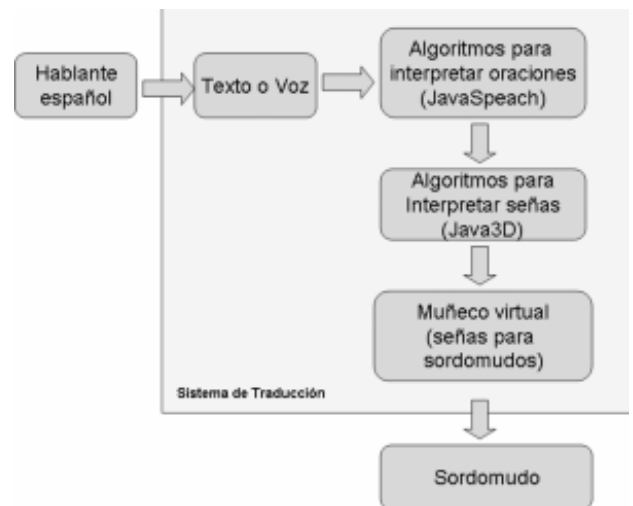 Hablante
español
Texto o Voz
Algoritmos para
interpretar oraciones
(JavaSpeach)
Algoritmos para
Interpretar señas
(Java3D)
Muñeco virtual
(señas para
sordomudos)
Sistema de Traducción
Sordomudo